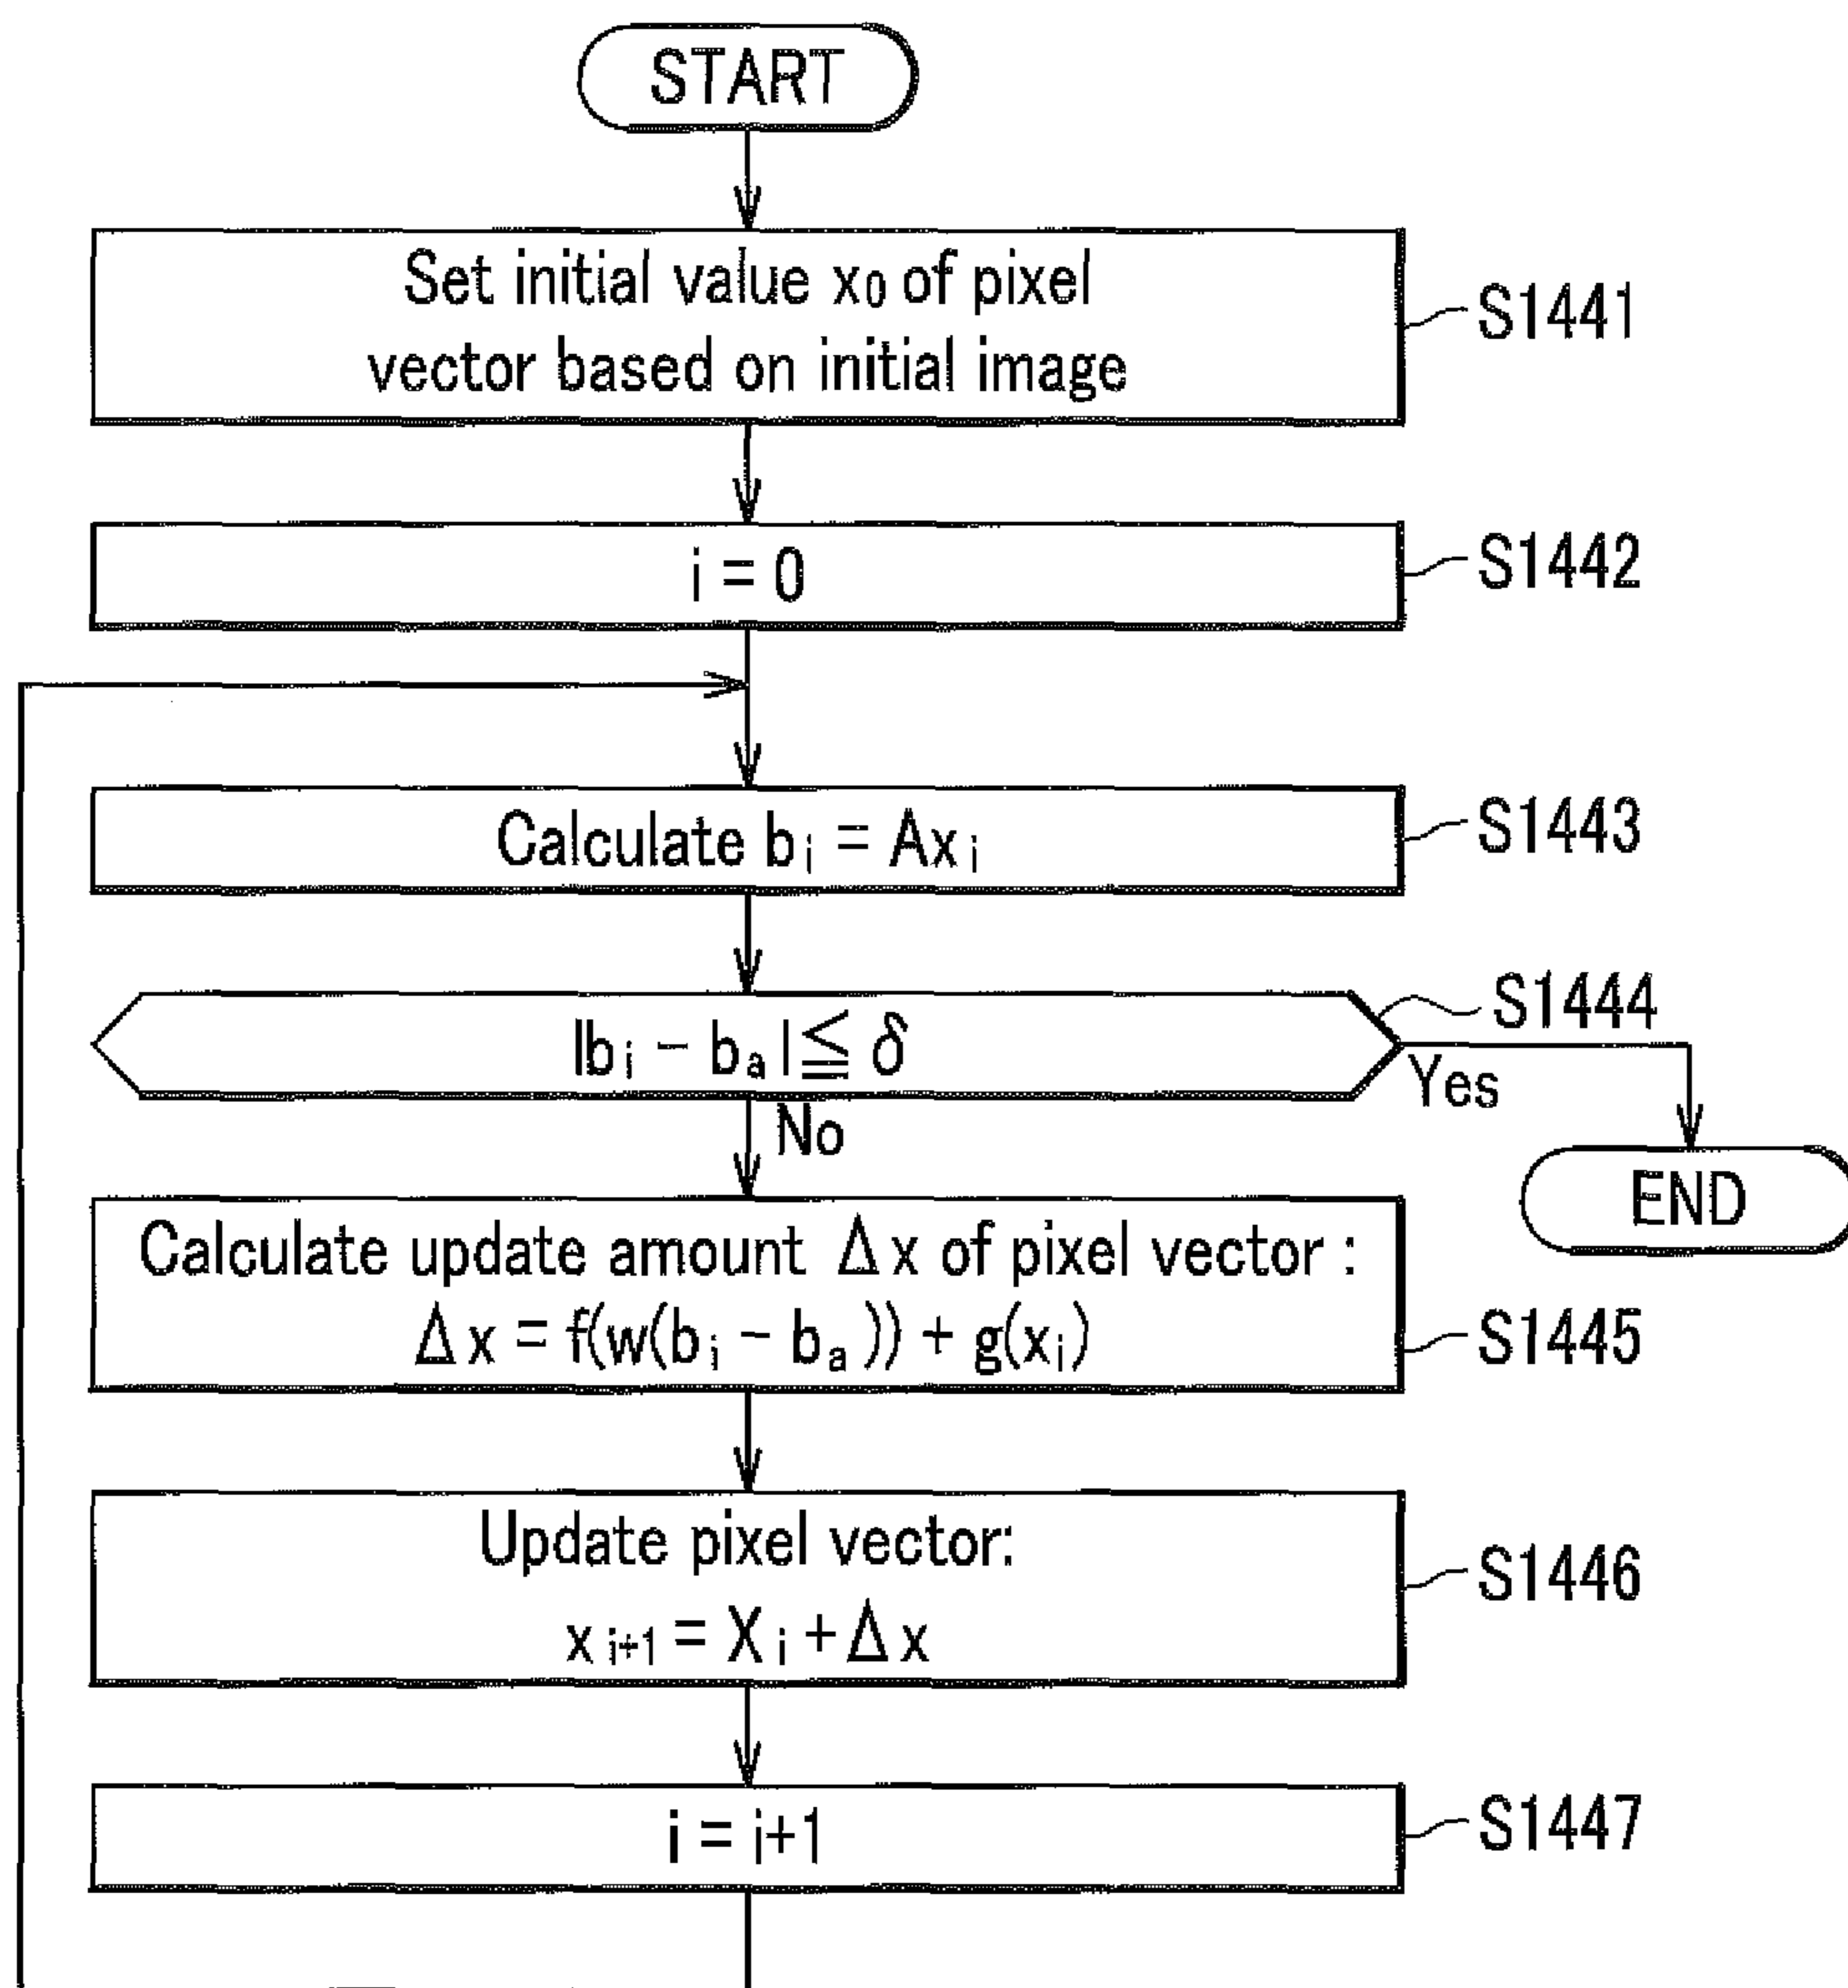 START
Set initial value x₀ of pixel
vector based on initial image
S1441
i = 0
S1442
Calculate bᵢ = Axᵢ
S1443
|bᵢ - bₐ| ≦ δ
S1444
Yes
No
END
Calculate update amount Δx of pixel vector :
Δx = f(w(bᵢ - bₐ)) + g(xᵢ)
S1445
Update pixel vector:
xᵢ₊₁ = Xᵢ + Δx
S1446
i = i+1
S1447